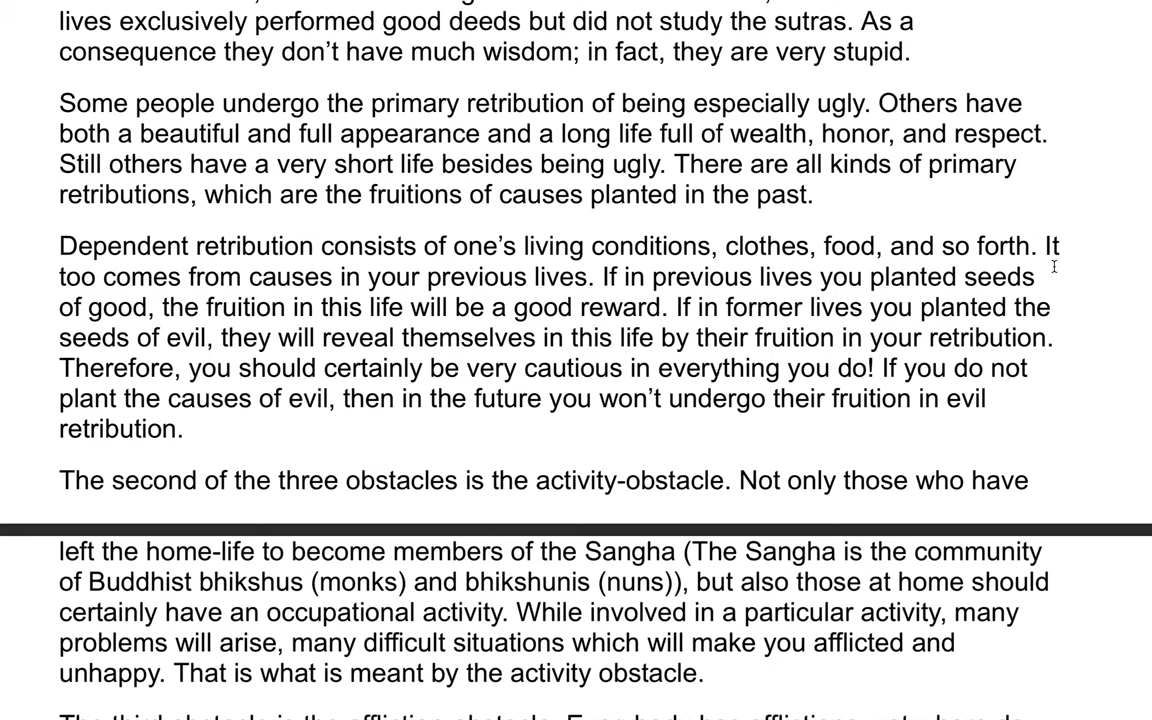 lives exclusively performed good deeds but did not study the sutras. As a
consequence they don’t have much wisdom; in fact, they are very stupid.
Some people undergo the primary retribution of being especially ugly. Others have
both a beautiful and full appearance and a long life full of wealth, honor, and respect.
Still others have a very short life besides being ugly. There are all kinds of primary
retributions, which are the fruitions of causes planted in the past.
Dependent retribution consists of one’s living conditions, clothes, food, and so forth. It
too comes from causes in your previous lives. If in previous lives you planted seeds
of good, the fruition in this life will be a good reward. If in former lives you planted the
seeds of evil, they will reveal themselves in this life by their fruition in your retribution.
Therefore, you should certainly be very cautious in everything you do! If you do not
plant the causes of evil, then in the future you won’t undergo their fruition in evil
retribution.
The second of the three obstacles is the activity-obstacle. Not only those who have
left the home-life to become members of the Sangha (The Sangha is the community
of Buddhist bhikshus (monks) and bhikshunis (nuns)), but also those at home should
certainly have an occupational activity. While involved in a particular activity, many
problems will arise, many difficult situations which will make you afflicted and
unhappy. That is what is meant by the activity obstacle.